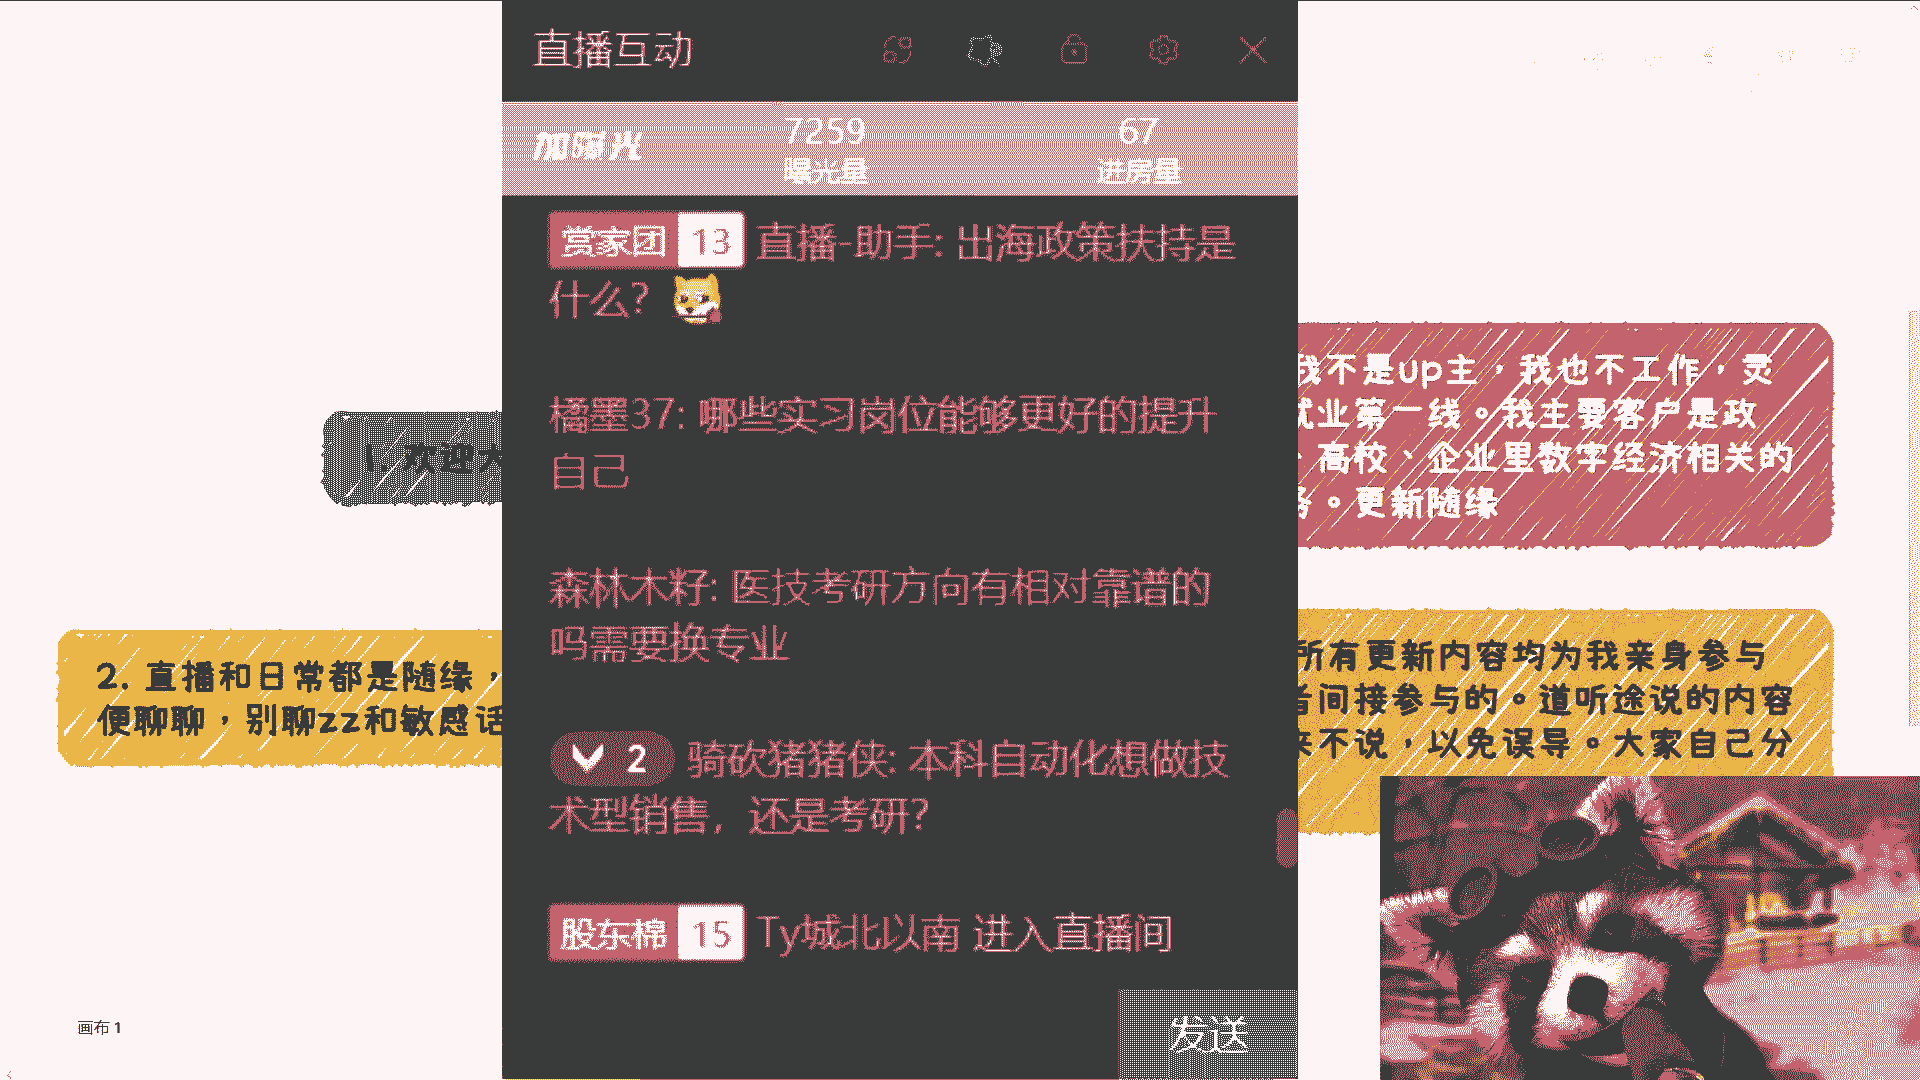 直播互动
加曝光
7259
曝光量
67
进房量
赏家团 13 直播-助手: 出海政策扶持是
什么?
橘墨37: 哪些实习岗位能够更好的提升
自己
森林木籽: 医技考研方向有相对靠谱的
吗需要换专业
2 骑砍猪猪侠: 本科自动化想做技
术型销售，还是考研?
股东棉 15 Ty城北以南 进入直播间
发送
1. 欢迎大
2. 直播和日常都是随缘，
便聊聊，别聊zz和敏感话
我不是up主，我也不工作，灵
就业第一线。我主要客户是政
、高校、企业里数字经济相关的
务。更新随缘
所有更新内容均为我亲身参与
者间接参与的。道听途说的内容
来不说，以免误导。大家自己分
画布 1